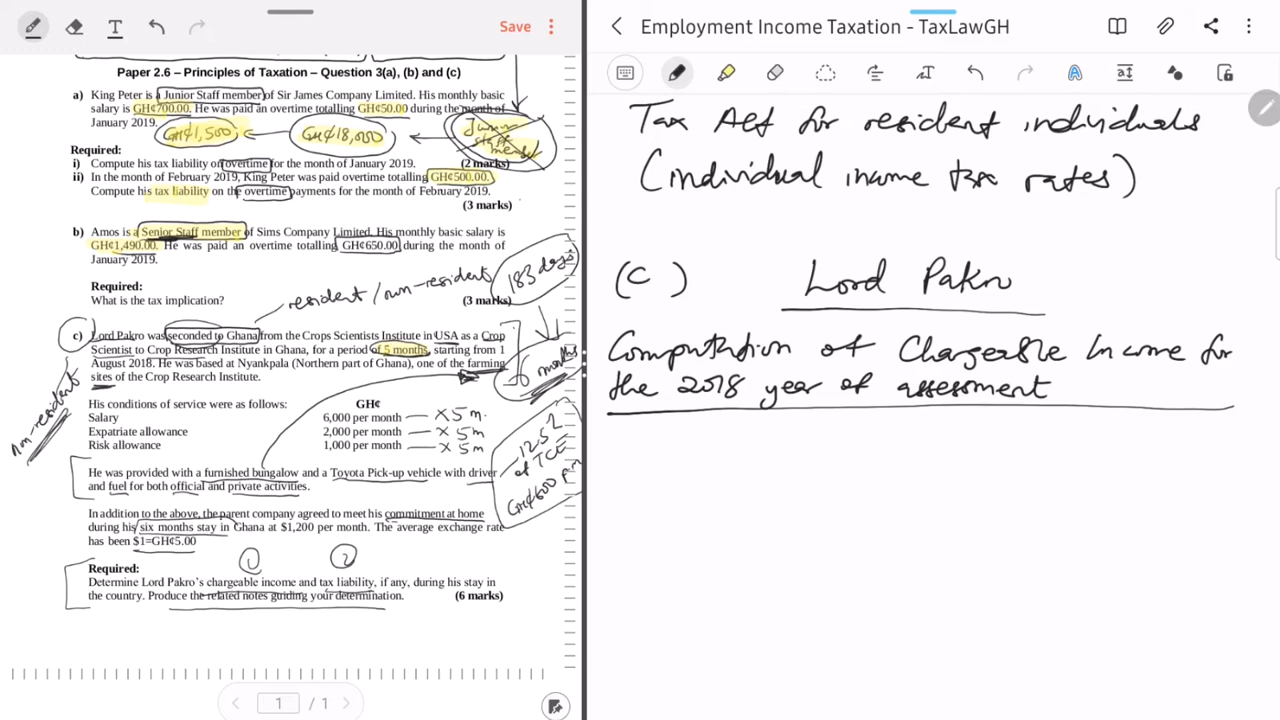 Save
Paper 2.6 – Principles of Taxation – Question 3(a), (b) and (c)
a) King Peter is a Junior Staff member of Sir James Company Limited. His monthly basic
salary is GH¢700.00. He was paid an overtime totalling GH¢50.00 during the month of
January 2019.
GH¢1,500
GH¢18,000
Junior
staff
member
Required:
i) Compute his tax liability on overtime for the month of January 2019. (2 marks)
ii) In the month of February 2019, King Peter was paid overtime totalling GH¢500.00.
Compute his tax liability on the overtime payments for the month of February 2019.
(3 marks)
b) Amos is a Senior Staff member of Sims Company Limited. His monthly basic salary is
GH¢1,490.00. He was paid an overtime totalling GH¢650.00 during the month of
January 2019.
resident / non-resident
183 days
Required:
What is the tax implication? (3 marks)
c) Lord Pakro was seconded to Ghana from the Crops Scientists Institute in USA as a Crop
Scientist to Crop Research Institute in Ghana, for a period of 5 months, starting from 1
August 2018. He was based at Nyankpala (Northern part of Ghana), one of the farming
sites of the Crop Research Institute.
6 months
non-resident
His conditions of service were as follows: GH¢
Salary 6,000 per month — ×5 m.
Expatriate allowance 2,000 per month — × 5m
Risk allowance 1,000 per month — × 5m
12.5%
of TCE
GH¢600 pm
He was provided with a furnished bungalow and a Toyota Pick-up vehicle with driver
and fuel for both official and private activities.
In addition to the above, the parent company agreed to meet his commitment at home
during his six months stay in Ghana at $1,200 per month. The average exchange rate
has been $1=GH¢5.00
1 2
Required:
Determine Lord Pakro's chargeable income and tax liability, if any, during his stay in
the country. Produce the related notes guiding your determination. (6 marks)
1 / 1
Employment Income Taxation - TaxLawGH
Tax Act for resident individuals
(individual income tax rates)
(C) Lord Pakro
Computation of Chargeable Income for
the 2018 year of assessment